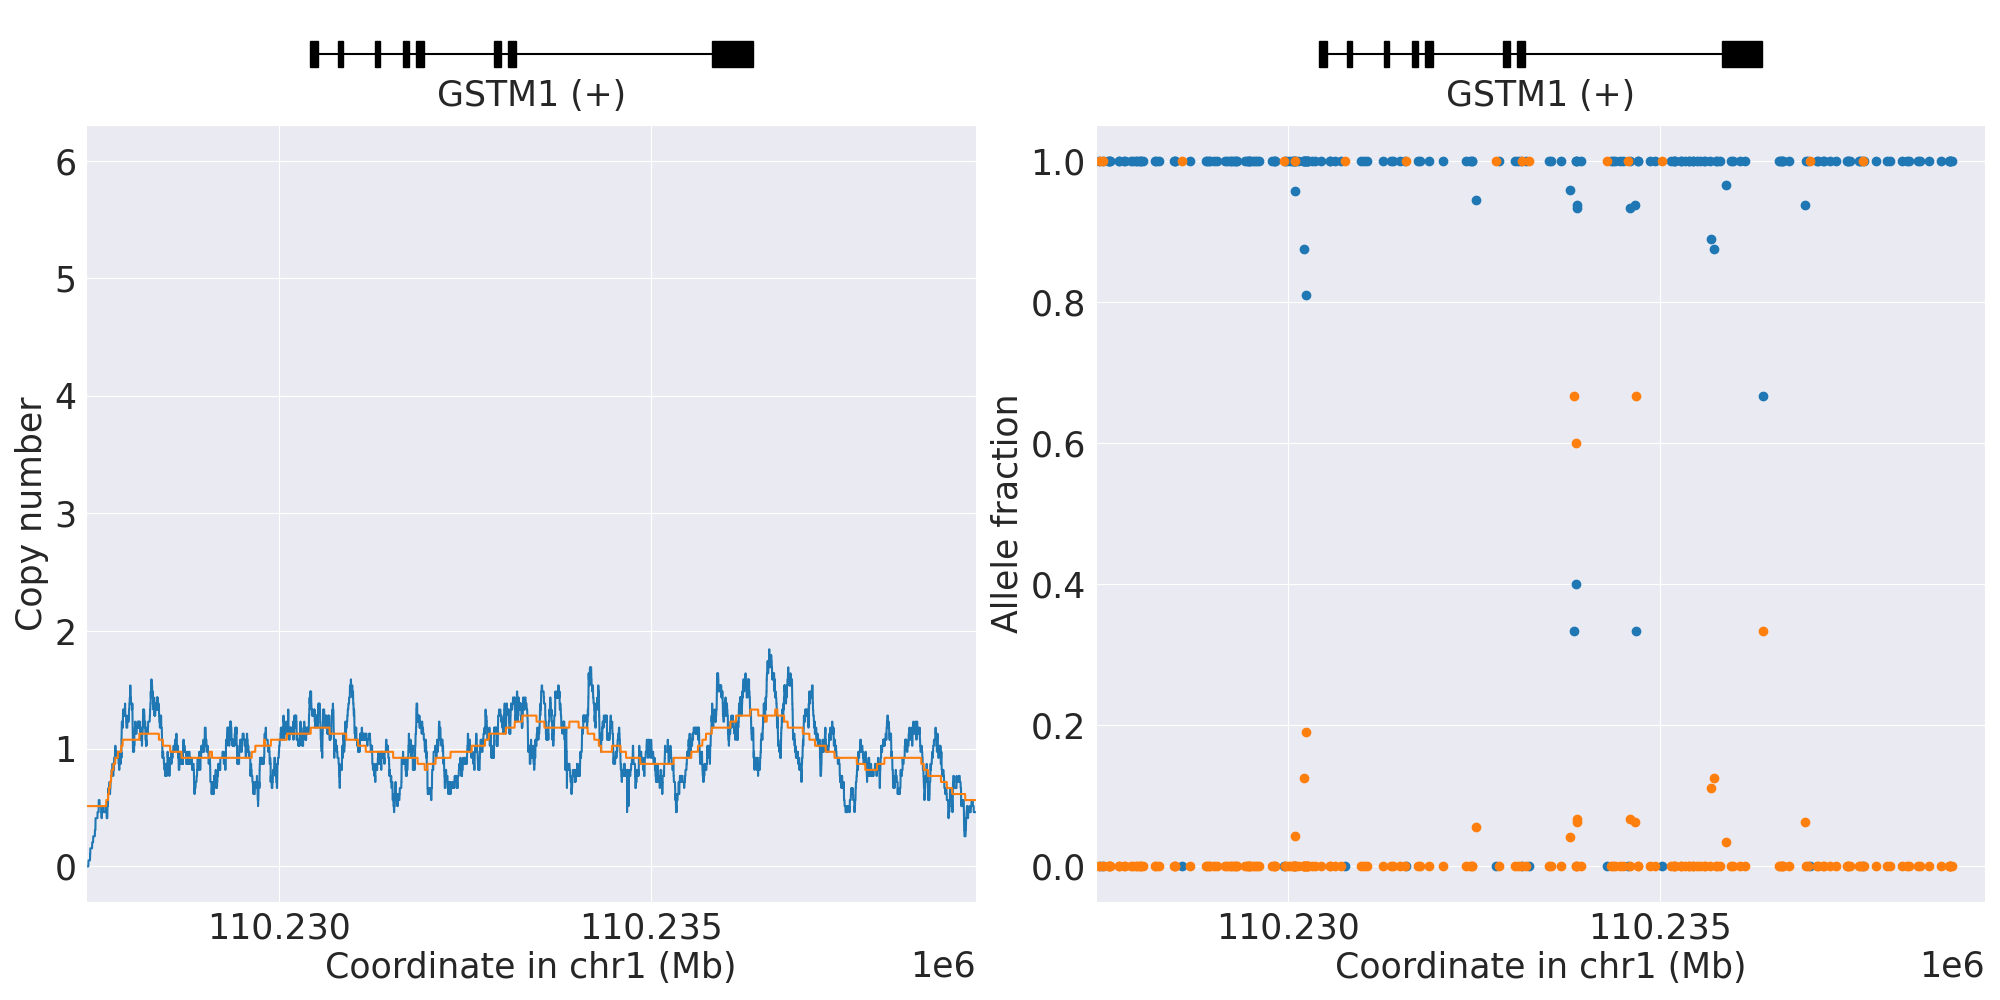 GSTM1 (+)
GSTM1 (+)
Copy number
6
5
4
3
2
1
0
110.230
110.235
Coordinate in chr1 (Mb)
1e6
Allele fraction
1.0
0.8
0.6
0.4
0.2
0.0
110.230
110.235
Coordinate in chr1 (Mb)
1e6